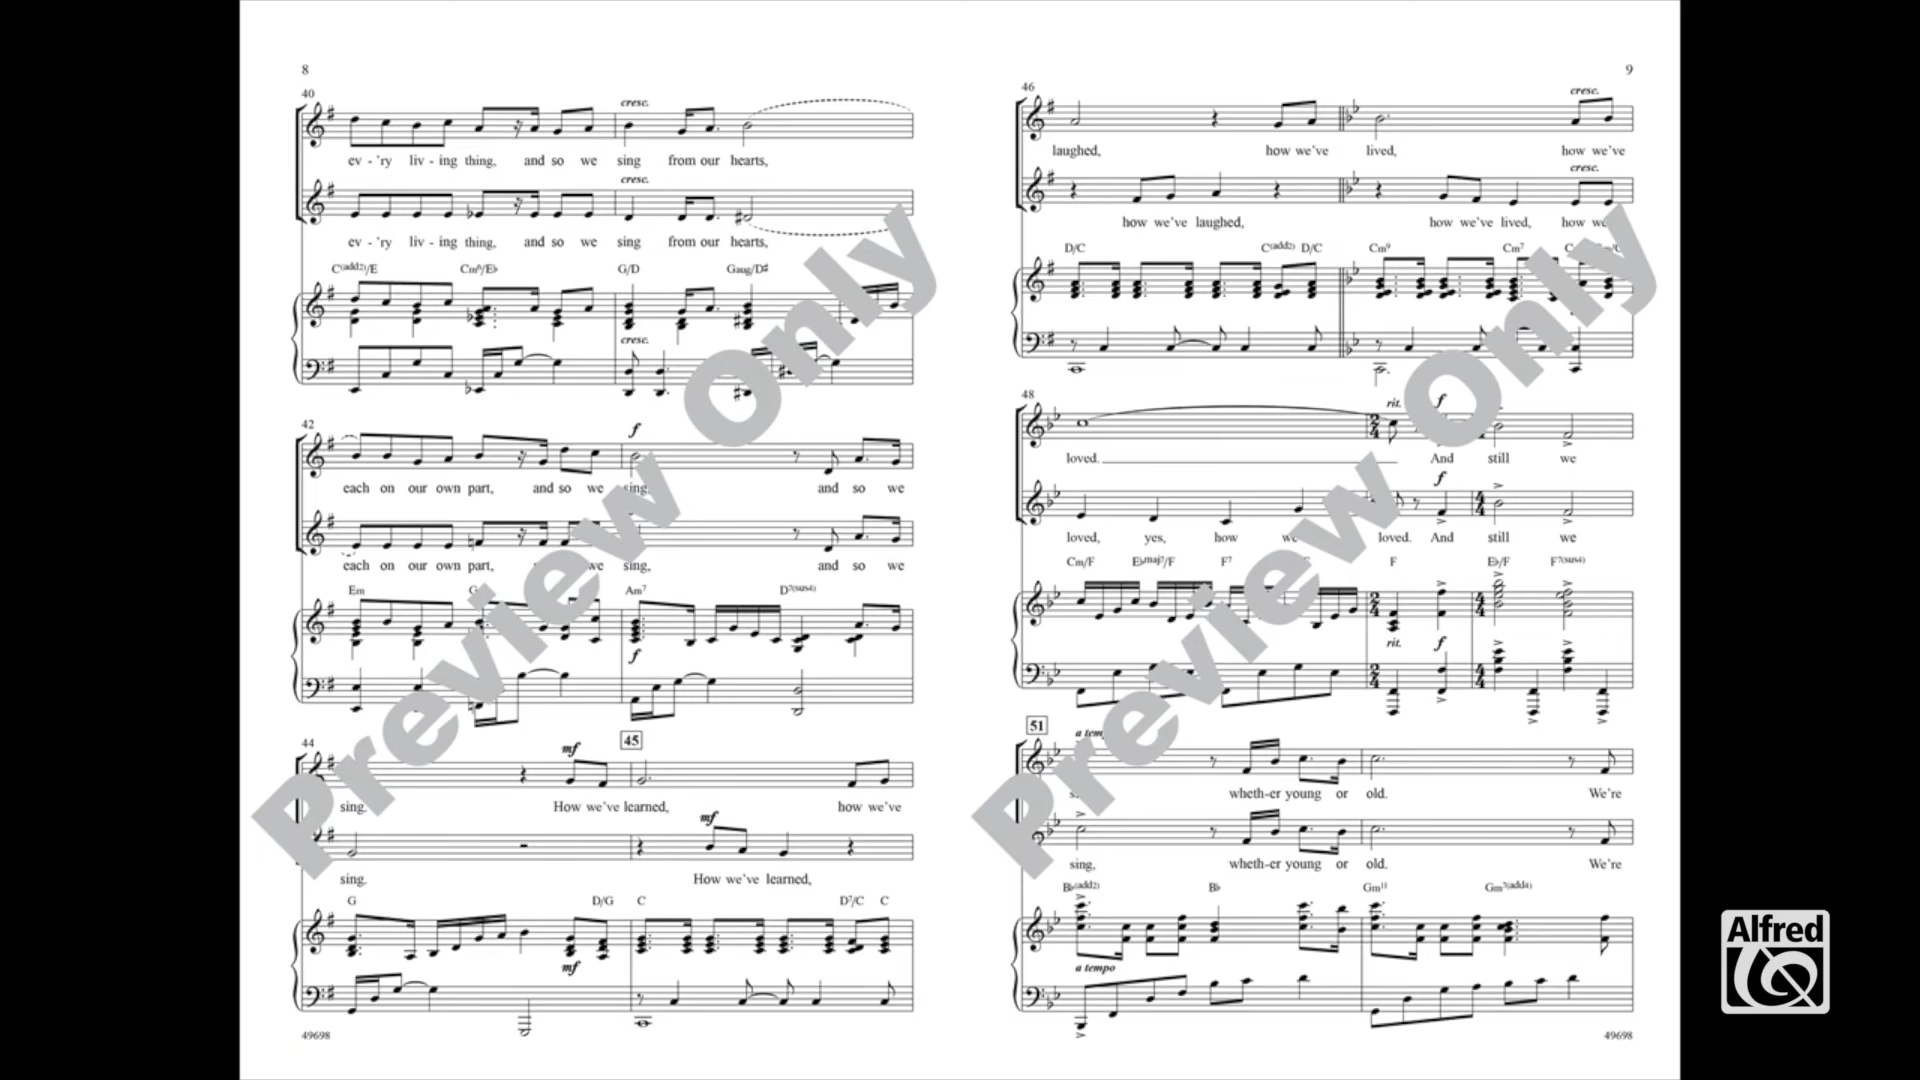 8
40
cresc.
ev - 'ry liv - ing thing, and so we sing from our hearts,
cresc.
ev - 'ry liv - ing thing, and so we sing from our hearts,
C(add2)/E Cm6/E♭ G/D Gaug/D♯
cresc.
42
f
each on our own part, and so we sing, and so we
each on our own part, we sing, and so we
Em Am7 D7(sus4)
f
44
mf
45
sing. How we've learned, how we've
mf
sing. How we've learned,
G D/G C D7/C C
mf
49698
9
46
cresc.
laughed, how we've lived, how we've
cresc.
how we've laughed, how we've lived, how
D/C C(add2) D/C Cm9 Cm7
48
rit. f
loved. And still we
f
loved, yes, how loved. And still we
Cm/F E♭maj7/F F7 F E♭/F F7(sus4)
rit. f
51
wheth-er young or old. We're
sing, wheth-er young or old. We're
B♭(add2) B♭ Gm11 Gm7(add4)
a tempo
49698
Preview Only
Preview Only
Alfred